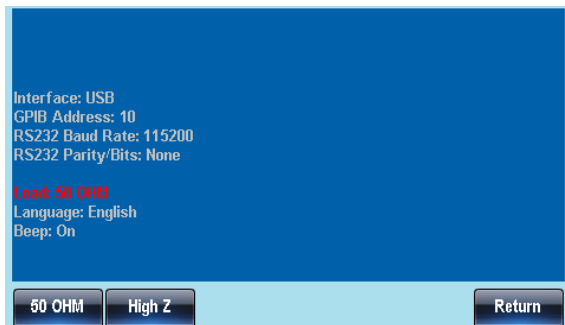 Interface: USB
GPIB Address: 10
RS232 Baud Rate: 115200
RS232 Parity/Bits: None
Load: 50 OHM
Language: English
Beep: On
50 OHM High Z Return